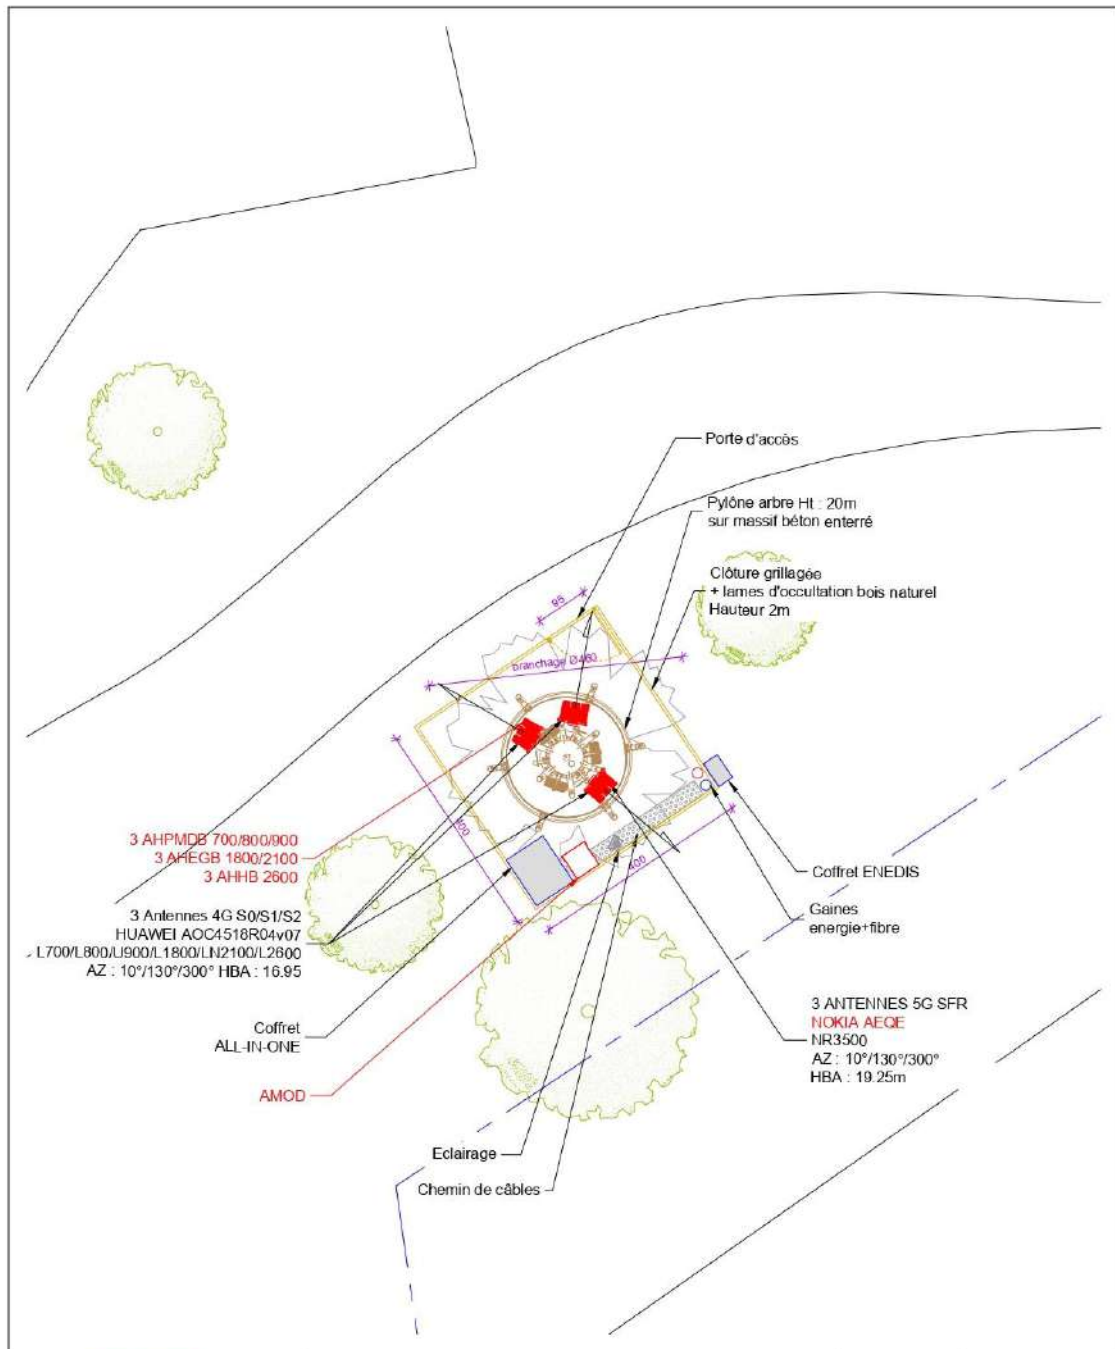 Porte d'accès
Pylône arbre Ht : 20m
sur massif béton enterré
Clôture grillagée
+ lames d'occultation bois naturel
Hauteur 2m
95
branchage Ø460
400
400
3 AHPMDB 700/800/900
3 AHEGB 1800/2100
3 AHHB 2600
3 Antennes 4G S0/S1/S2
HUAWEI AOC4518R04v07
L700/L800/U900/L1800/LN2100/L2600
AZ : 10°/130°/300° HBA : 16.95
Coffret
ALL-IN-ONE
AMOD
Coffret ENEDIS
Gaines
energie+fibre
3 ANTENNES 5G SFR
NOKIA AEQE
NR3500
AZ : 10°/130°/300°
HBA : 19.25m
Eclairage
Chemin de câbles